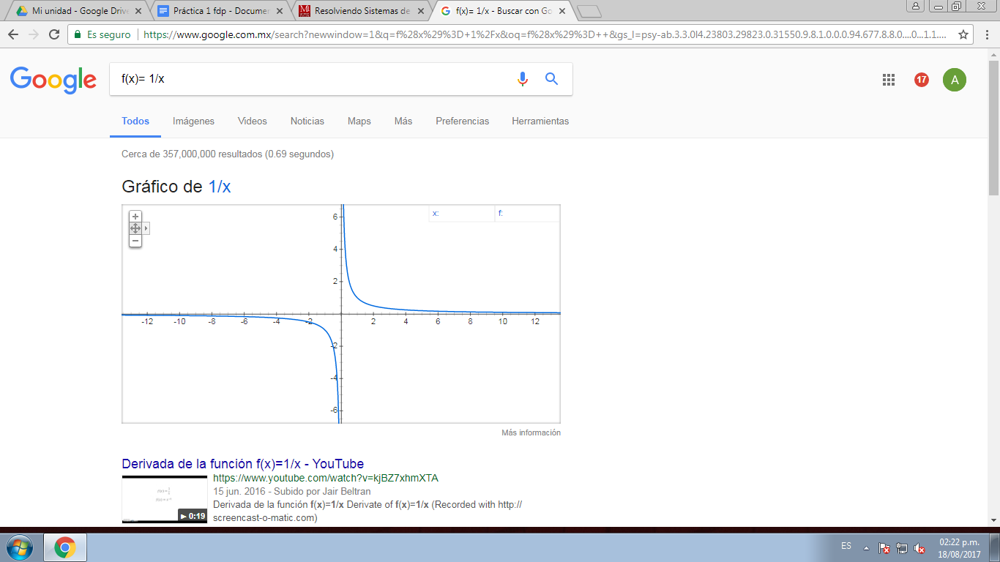 Mi unidad - Google Drive
Práctica 1 fdp - Documen
Resolviendo Sistemas de
f(x)= 1/x - Buscar con Go
Es seguro
https://www.google.com.mx/search?newwindow=1&q=f%28x%29%3D+1%2Fx&oq=f%28x%29%3D++&gs_l=psy-ab.3.3.0l4.23803.29823.0.31550.9.8.1.0.0.0.94.677.8.8.0....0...1.1....
Google
f(x)= 1/x
17
A
Todos
Imágenes
Videos
Noticias
Maps
Más
Preferencias
Herramientas
Cerca de 357,000,000 resultados (0.69 segundos)
Gráfico de 1/x
x:
f:
6
4
2
-12
-10
-8
-6
-4
-2
2
4
6
8
10
12
-2
-4
-6
Más información
Derivada de la función f(x)=1/x - YouTube
https://www.youtube.com/watch?v=kjBZ7xhmXTA
15 jun. 2016 - Subido por Jair Beltran
Derivada de la función f(x)=1/x Derivate of f(x)=1/x (Recorded with http://
screencast-o-matic.com)
0:19
ES
02:22 p.m.
18/08/2017